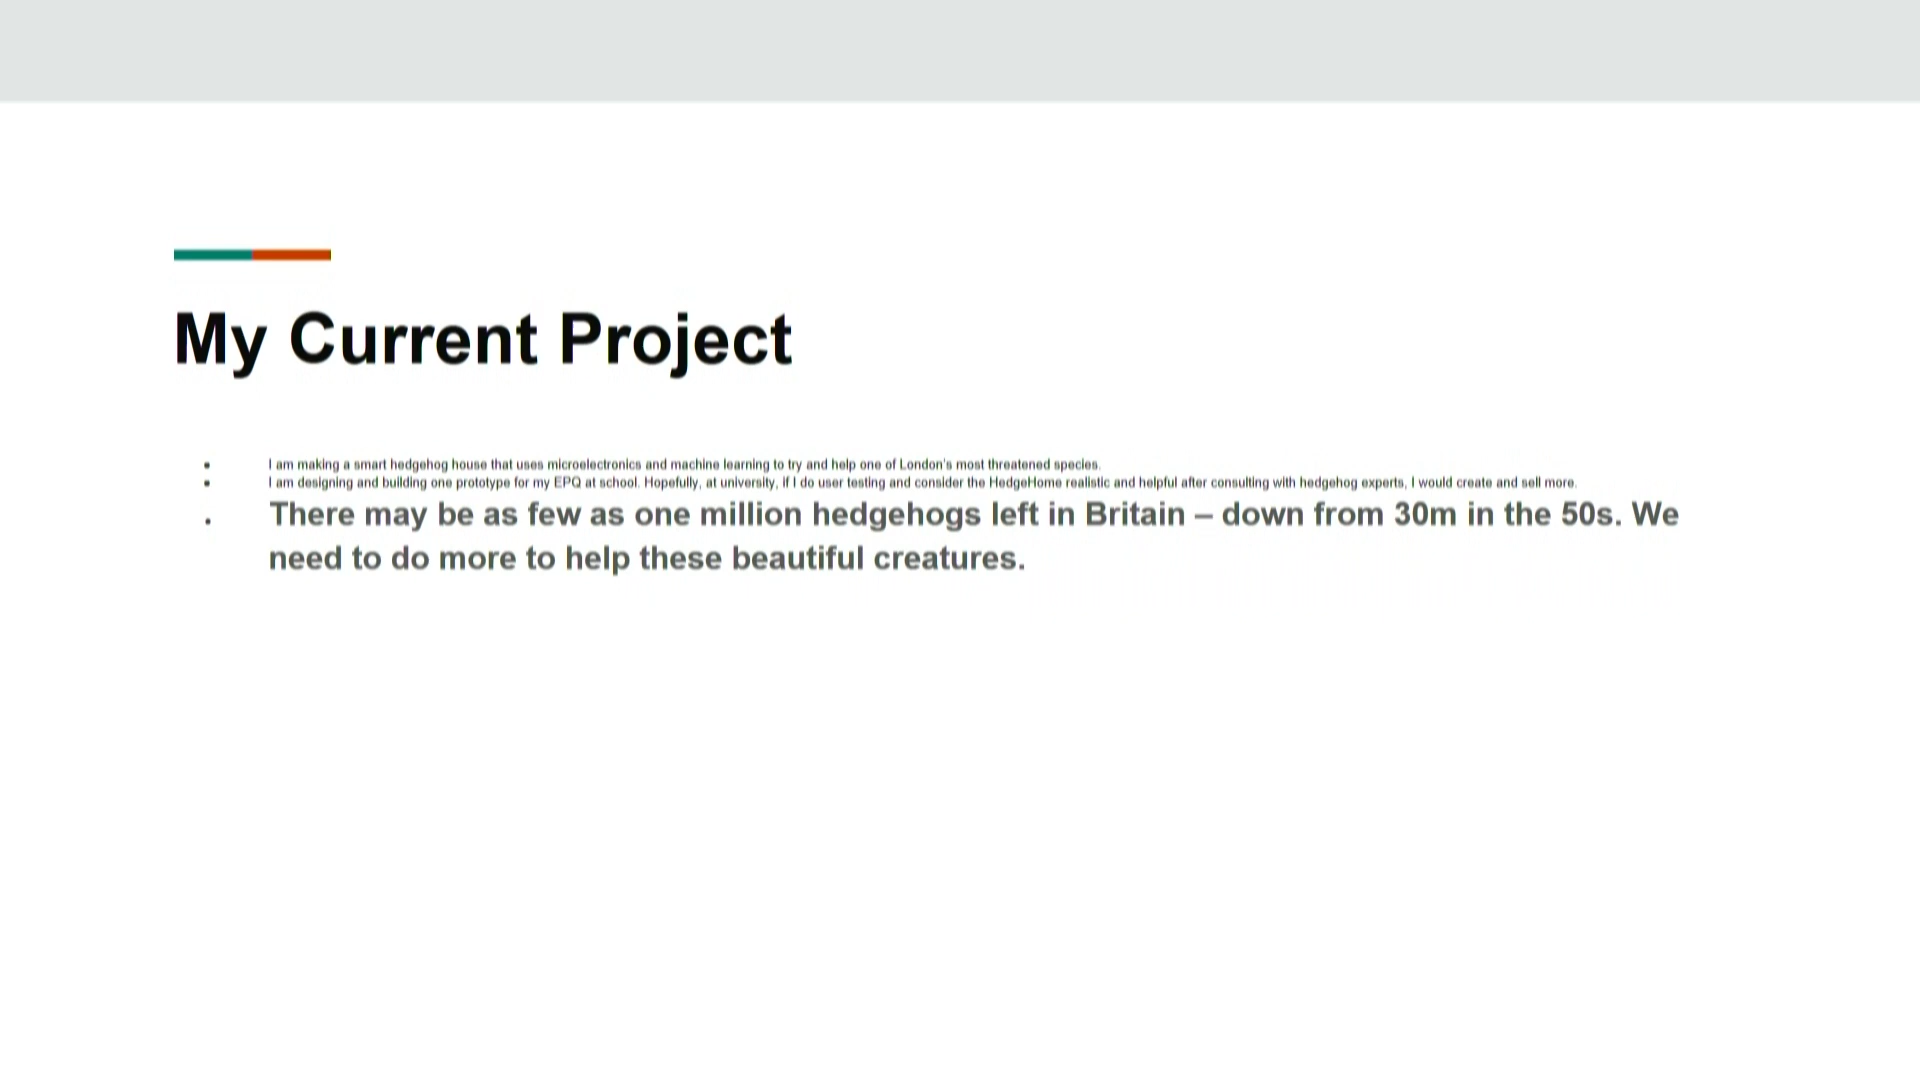 My Current Project
• I am making a smart hedgehog house that uses microelectronics and machine learning to try and help one of London's most threatened species.
• I am designing and building one prototype for my EPQ at school. Hopefully, at university, if I do user testing and consider the HedgeHome realistic and helpful after consulting with hedgehog experts, I would create and sell more.
• There may be as few as one million hedgehogs left in Britain – down from 30m in the 50s. We
need to do more to help these beautiful creatures.